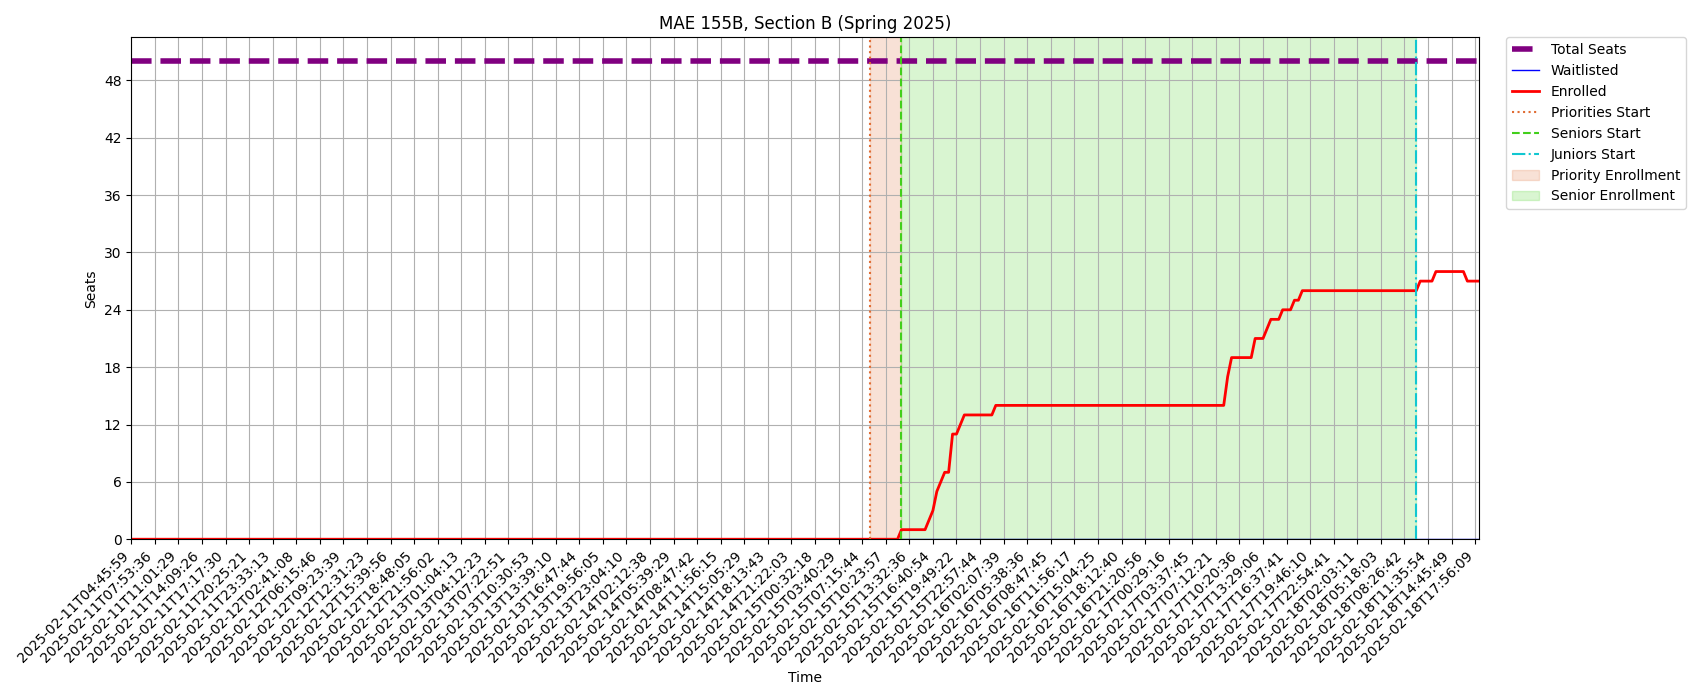 MAE 155B, Section B (Spring 2025)
Seats
48
42
36
30
24
18
12
6
0
Total Seats
Waitlisted
Enrolled
Priorities Start
Seniors Start
Juniors Start
Priority Enrollment
Senior Enrollment
2025-02-11T04:45:59
2025-02-11T07:53:36
2025-02-11T11:01:29
2025-02-11T14:09:26
2025-02-11T17:17:30
2025-02-11T20:25:21
2025-02-11T23:33:13
2025-02-12T02:41:08
2025-02-12T06:15:46
2025-02-12T09:23:39
2025-02-12T12:31:23
2025-02-12T15:39:56
2025-02-12T18:48:05
2025-02-12T21:56:02
2025-02-13T01:04:13
2025-02-13T04:12:23
2025-02-13T07:22:51
2025-02-13T10:30:53
2025-02-13T13:39:10
2025-02-13T16:47:44
2025-02-13T19:56:05
2025-02-13T23:04:10
2025-02-14T02:12:38
2025-02-14T05:39:29
2025-02-14T08:47:42
2025-02-14T11:56:15
2025-02-14T15:05:29
2025-02-14T18:13:43
2025-02-14T21:22:03
2025-02-15T00:32:18
2025-02-15T03:40:29
2025-02-15T07:15:44
2025-02-15T10:23:57
2025-02-15T13:32:36
2025-02-15T16:40:54
2025-02-15T19:49:22
2025-02-15T22:57:44
2025-02-16T02:07:39
2025-02-16T05:38:36
2025-02-16T08:47:45
2025-02-16T11:56:17
2025-02-16T15:04:25
2025-02-16T18:12:40
2025-02-16T21:20:56
2025-02-17T00:29:16
2025-02-17T03:37:45
2025-02-17T07:12:21
2025-02-17T10:20:36
2025-02-17T13:29:06
2025-02-17T16:37:41
2025-02-17T19:46:10
2025-02-17T22:54:41
2025-02-18T02:03:11
2025-02-18T05:18:03
2025-02-18T08:26:42
2025-02-18T11:35:54
2025-02-18T14:45:49
2025-02-18T17:56:09
Time